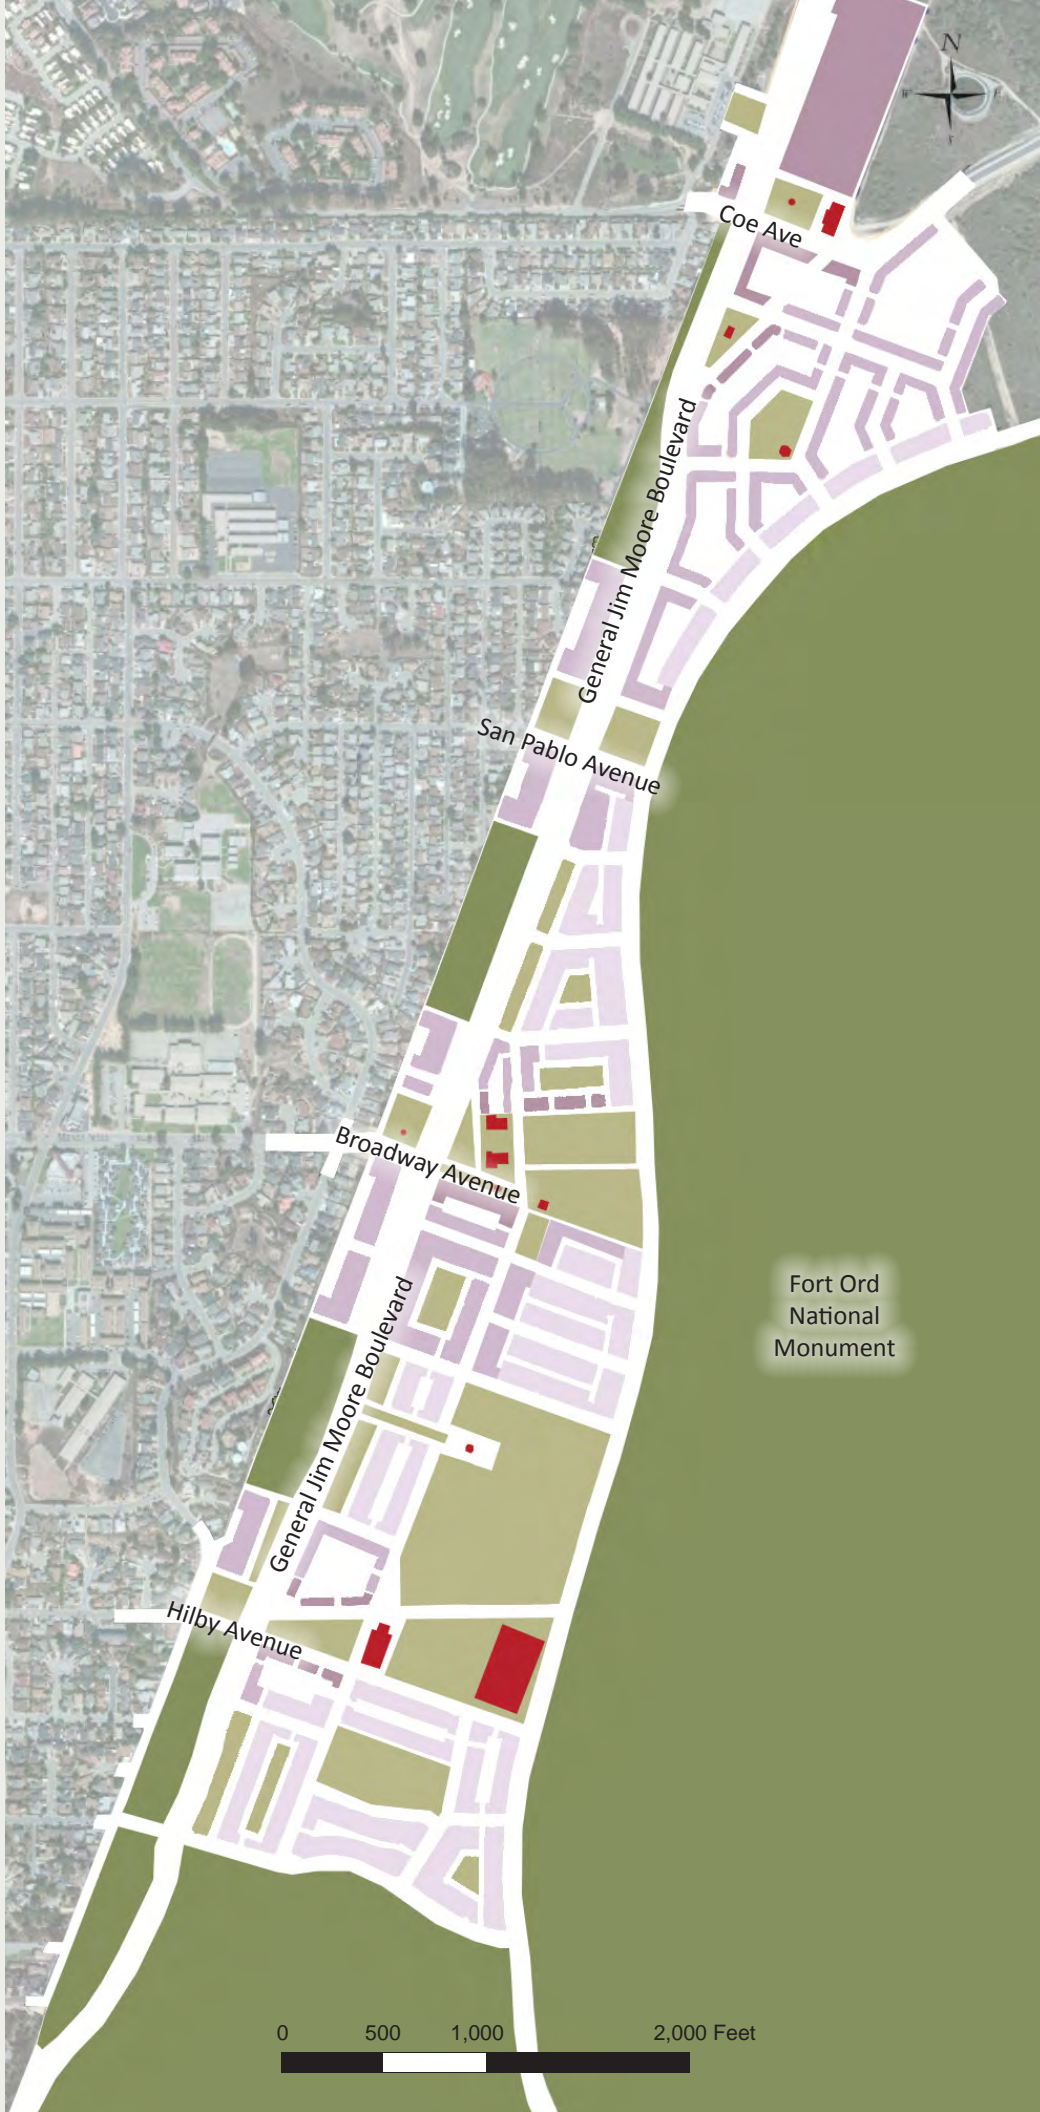 N
Coe Ave
General Jim Moore Boulevard
San Pablo Avenue
Broadway Avenue
Fort Ord
National
Monument
General Jim Moore Boulevard
Hilby Avenue
0 500 1,000 2,000 Feet